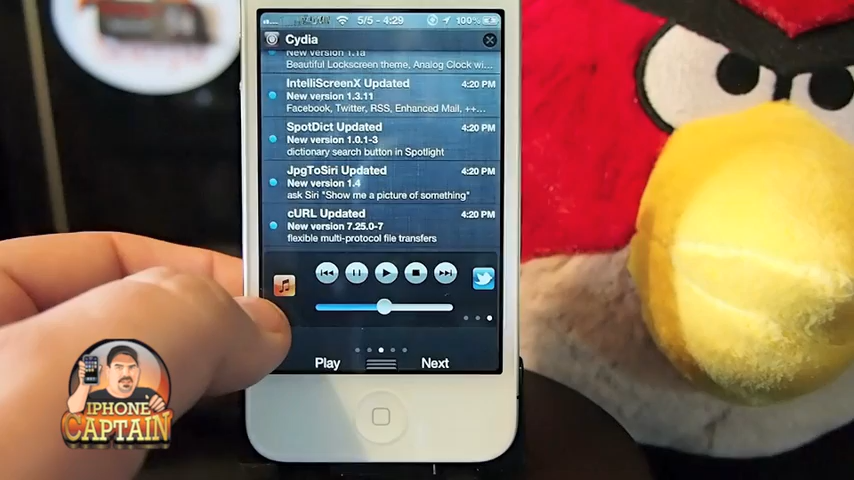 5/5 - 4:29
100%
Cydia
New version 1.1a
Beautiful Lockscreen theme, Analog Clock wi...
IntelliScreenX Updated
4:20 PM
New version 1.3.11
Facebook, Twitter, RSS, Enhanced Mail, ++...
SpotDict Updated
4:20 PM
New version 1.0.1-3
dictionary search button in Spotlight
JpgToSiri Updated
4:20 PM
New version 1.4
ask Siri "Show me a picture of something"
cURL Updated
4:20 PM
New version 7.25.0-7
flexible multi-protocol file transfers
Play
Next
IPHONE
CAPTAIN